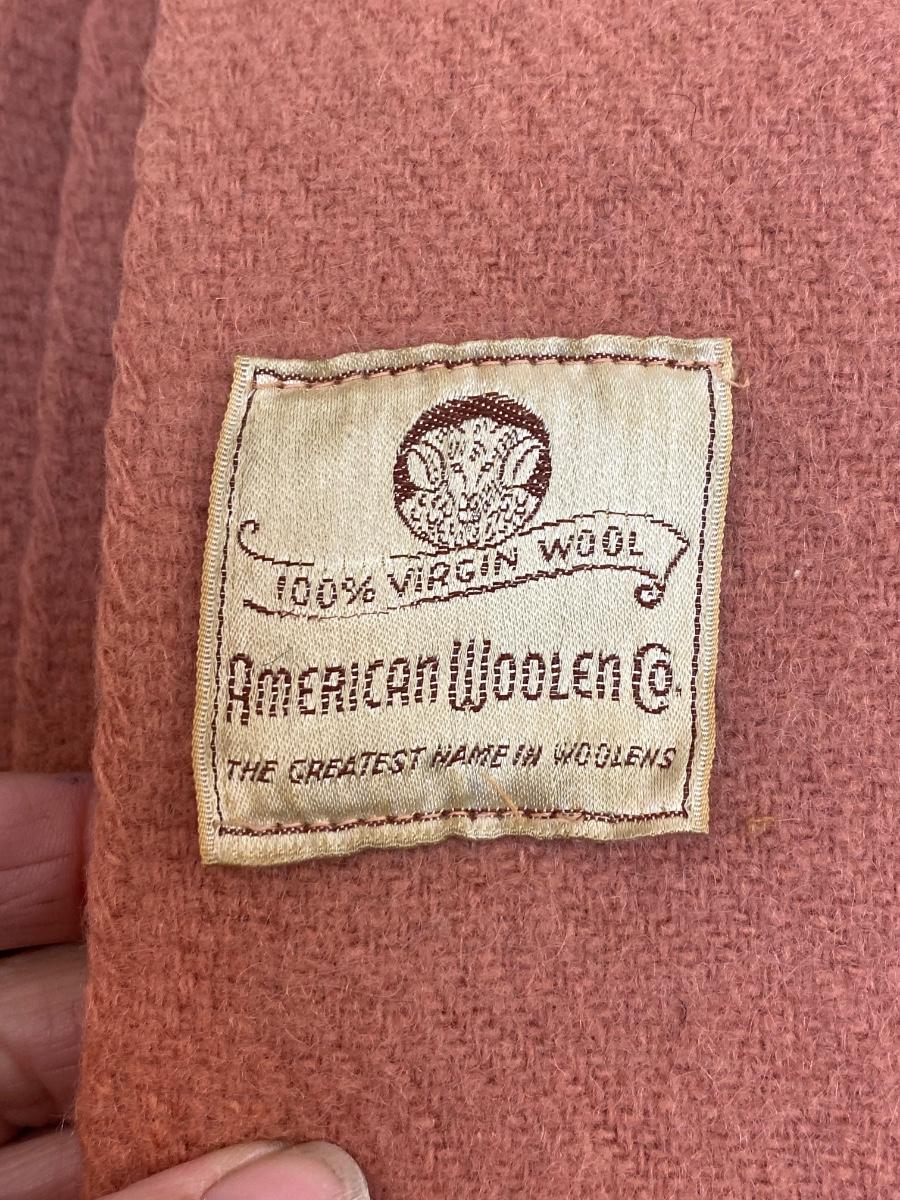 100% VIRGIN WOOL
AMERICAN WOOLEN CO.
THE GREATEST NAME IN WOOLENS